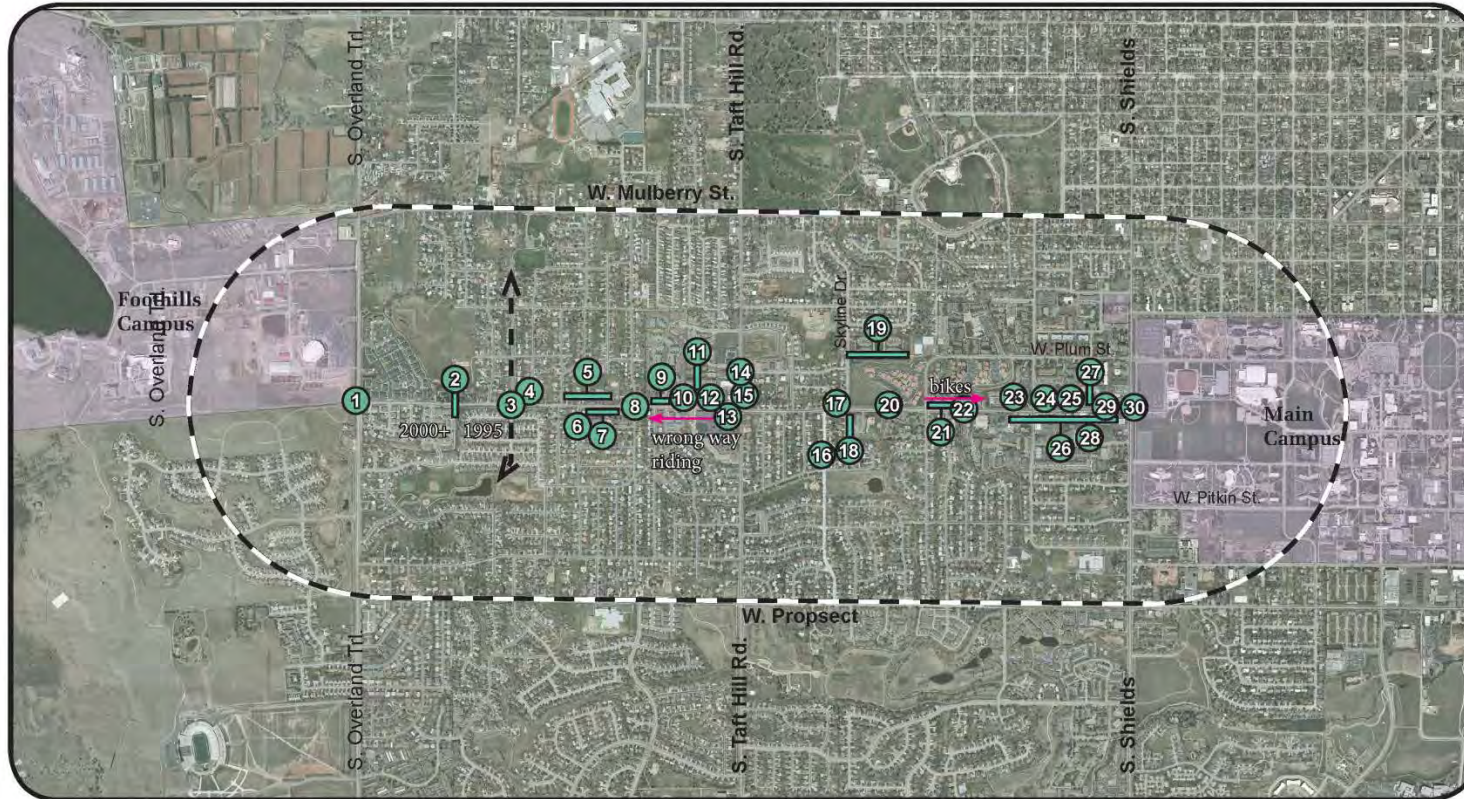 S. Overland Trl.
S. Taft Hill Rd.
S. Shields
W. Mulberry St.
Foothills
Campus
S. Overland Trl.
Skyline Dr.
19
W. Plum St.
11
14
27
2
5
9
4
bikes
1
3
8
10
12
15
17
20
22
23
24
25
29
30
2000+ 1995
6
7
13
wrong way
riding
16
18
21
26
28
Main
Campus
W. Pitkin St.
W. Propsect
S. Overland Trl
S. Taft Hill Rd.
S. Shields